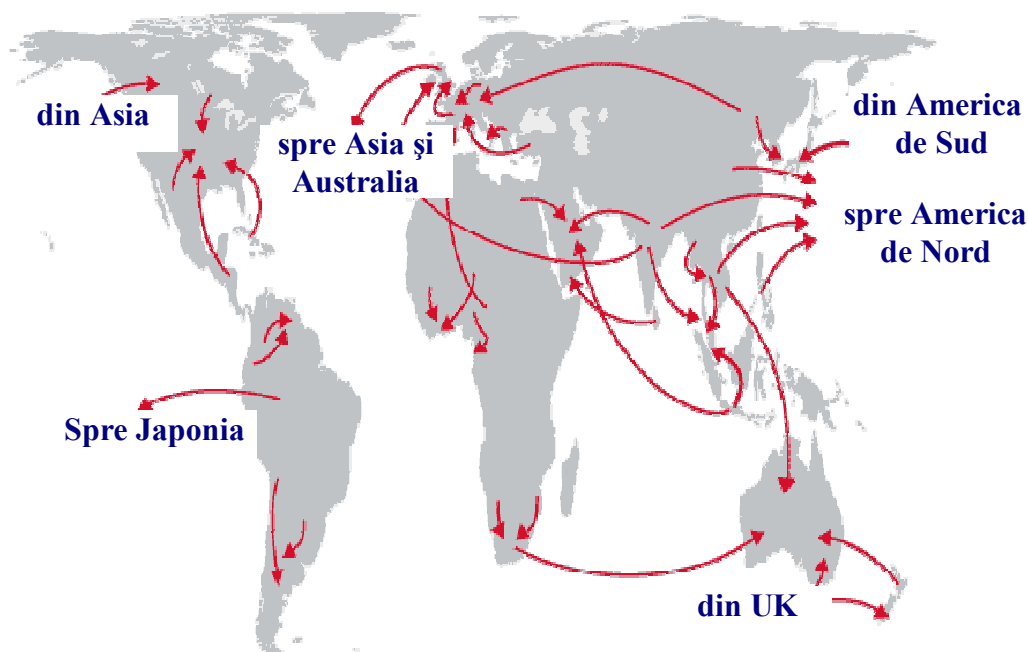 din Asia
spre Asia şi
Australia
din America
de Sud
spre America
de Nord
Spre Japonia
din UK